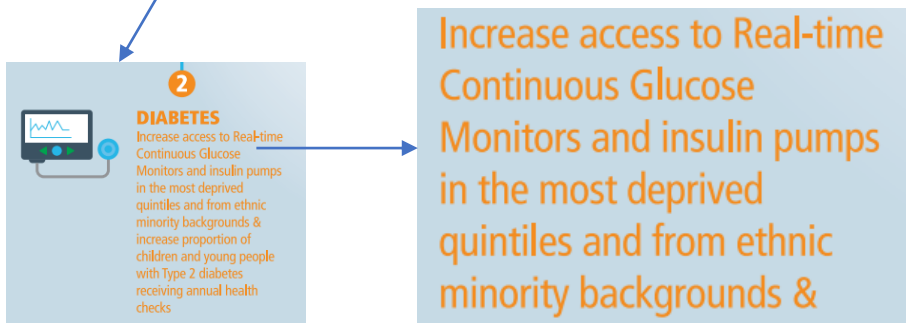 2
DIABETES
Increase access to Real-time
Continuous Glucose
Monitors and insulin pumps
in the most deprived
quintiles and from ethnic
minority backgrounds &
increase proportion of
children and young people
with Type 2 diabetes
receiving annual health
checks
Increase access to Real-time
Continuous Glucose
Monitors and insulin pumps
in the most deprived
quintiles and from ethnic
minority backgrounds &